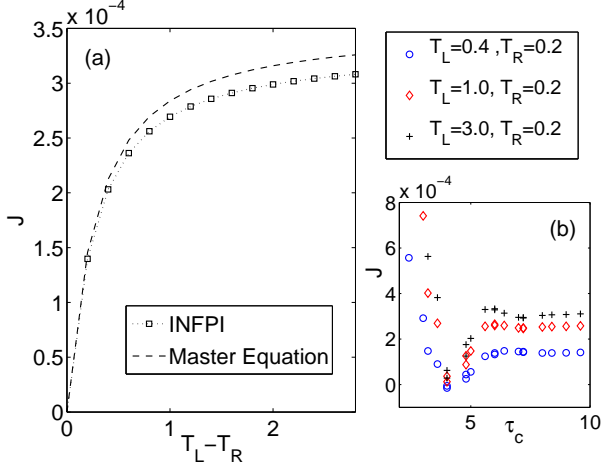 x 10⁻⁴
3.5
3
2.5
2
1.5
1
0.5
0
(a)
J
INFPI
Master Equation
0
1
2
T_L−T_R
T_L=0.4 ,T_R=0.2
T_L=1.0, T_R=0.2
T_L=3.0, T_R=0.2
x 10⁻⁴
8
6
4
2
0
(b)
J
5
10
τ_c